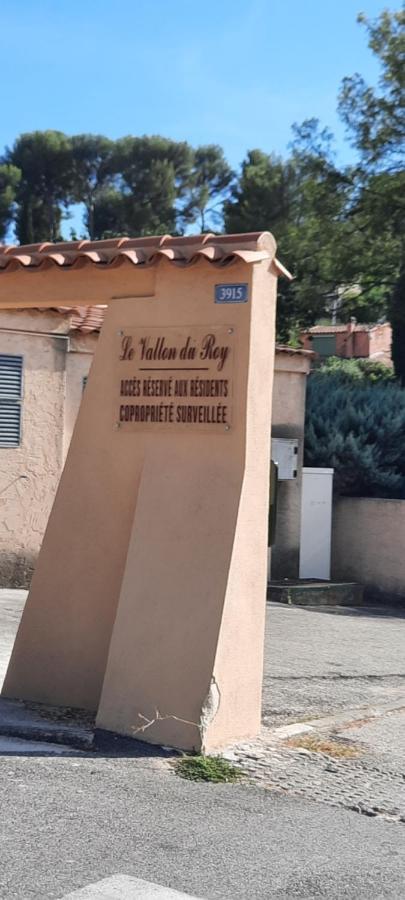 3915
Le Vallon du Roy
ACCÈS RÉSERVÉ AUX RÉSIDENTS
COPROPRIÉTÉ SURVEILLÉE